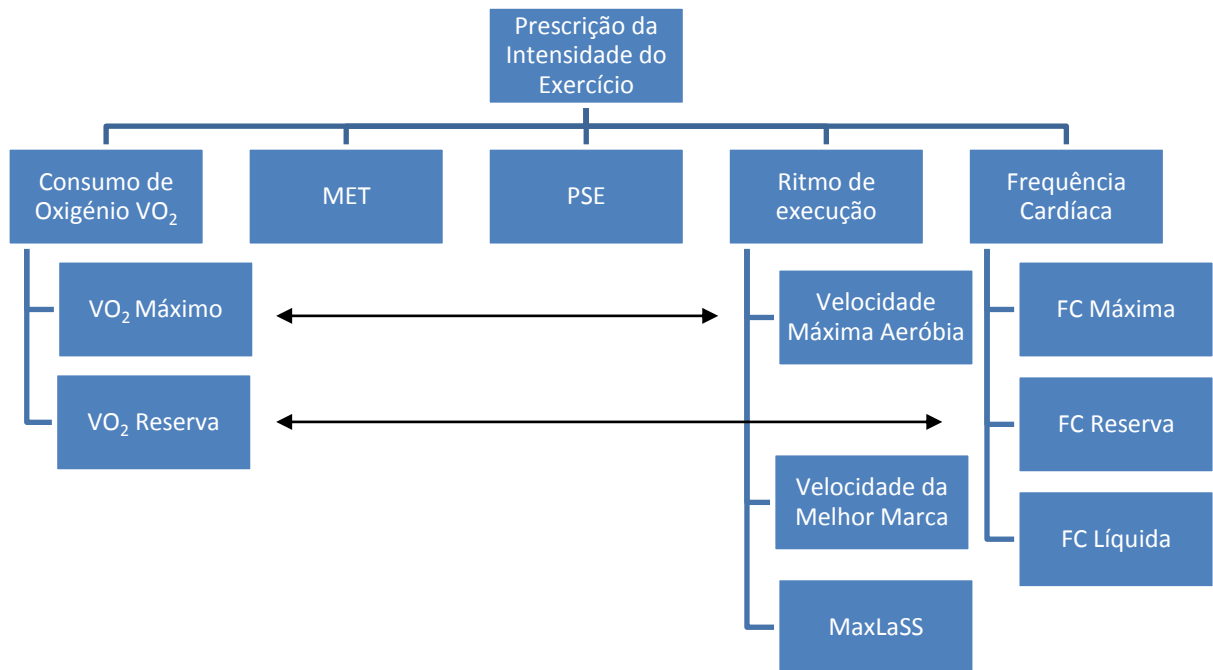 Prescrição da
Intensidade do
Exercício
Consumo de
Oxigénio VO₂
MET
PSE
Ritmo de
execução
Frequência
Cardíaca
VO₂ Máximo
Velocidade
Máxima Aeróbia
FC Máxima
VO₂ Reserva
FC Reserva
Velocidade da
Melhor Marca
FC Líquida
MaxLaSS